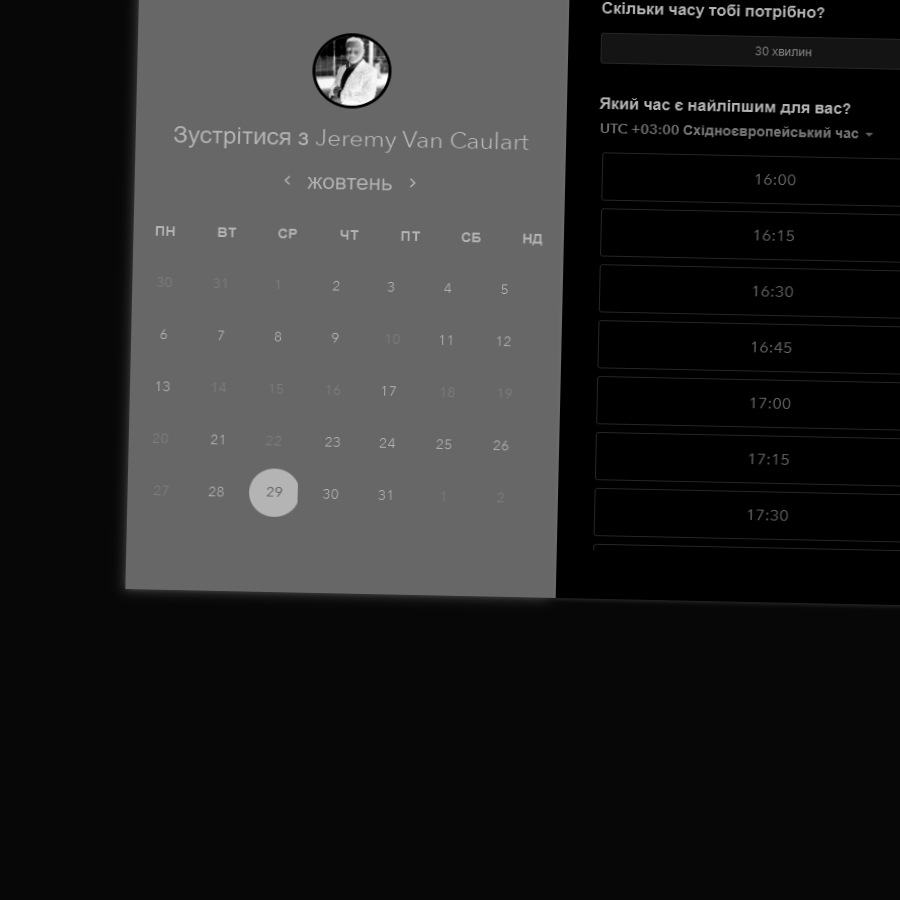 Зустрітися з Jeremy Van Caulart
жовтень
ПН ВТ СР ЧТ ПТ СБ НД
30 31 1 2 3 4 5
6 7 8 9 10 11 12
13 14 15 16 17 18 19
20 21 22 23 24 25 26
27 28 29 30 31 1 2
Скільки часу тобі потрібно?
30 хвилин
Який час є найліпшим для вас?
UTC +03:00 Східноєвропейський час
16:00
16:15
16:30
16:45
17:00
17:15
17:30